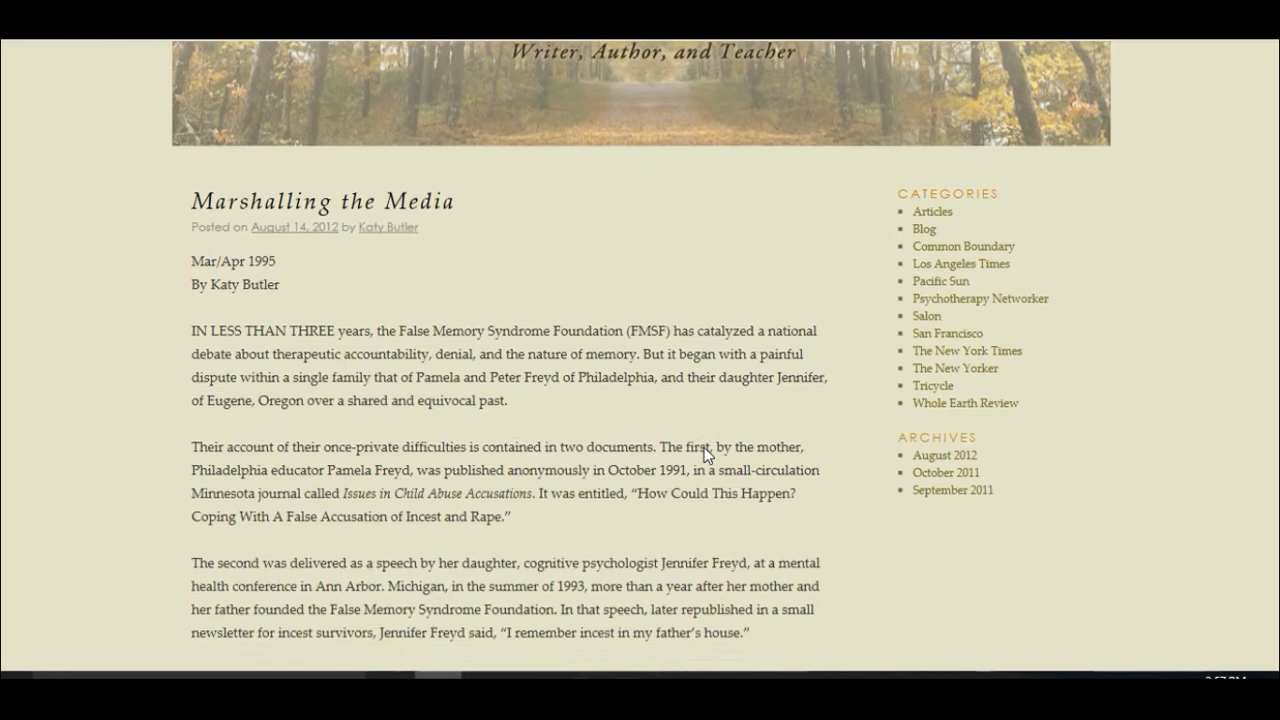 Writer, Author, and Teacher
Marshalling the Media
Posted on August 14, 2012 by Katy Butler
Mar/Apr 1995
By Katy Butler
IN LESS THAN THREE years, the False Memory Syndrome Foundation (FMSF) has catalyzed a national
debate about therapeutic accountability, denial, and the nature of memory. But it began with a painful
dispute within a single family that of Pamela and Peter Freyd of Philadelphia, and their daughter Jennifer,
of Eugene, Oregon over a shared and equivocal past.
Their account of their once-private difficulties is contained in two documents. The first, by the mother,
Philadelphia educator Pamela Freyd, was published anonymously in October 1991, in a small-circulation
Minnesota journal called Issues in Child Abuse Accusations. It was entitled, “How Could This Happen?
Coping With A False Accusation of Incest and Rape.”
The second was delivered as a speech by her daughter, cognitive psychologist Jennifer Freyd, at a mental
health conference in Ann Arbor. Michigan, in the summer of 1993, more than a year after her mother and
her father founded the False Memory Syndrome Foundation. In that speech, later republished in a small
newsletter for incest survivors, Jennifer Freyd said, “I remember incest in my father’s house.”
CATEGORIES
Articles
Blog
Common Boundary
Los Angeles Times
Pacific Sun
Psychotherapy Networker
Salon
San Francisco
The New York Times
The New Yorker
Tricycle
Whole Earth Review
ARCHIVES
August 2012
October 2011
September 2011